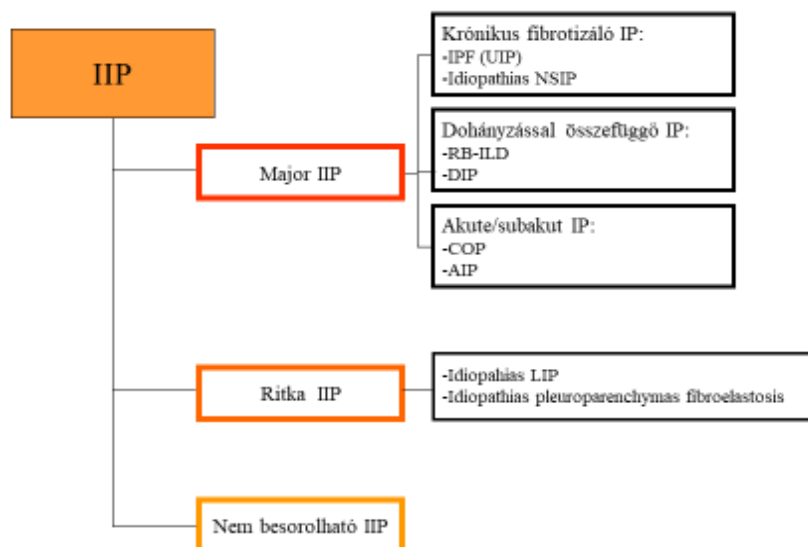 IIP
Major IIP
Krónikus fibrotizáló IP:
-IPF (UIP)
-Idiopathias NSIP
Dohányzással összefüggő IP:
-RB-ILD
-DIP
Akute/subakut IP:
-COP
-AIP
Ritka IIP
-Idiopahias LIP
-Idiopathias pleuroparenchymas fibroelastosis
Nem besorolható IIP